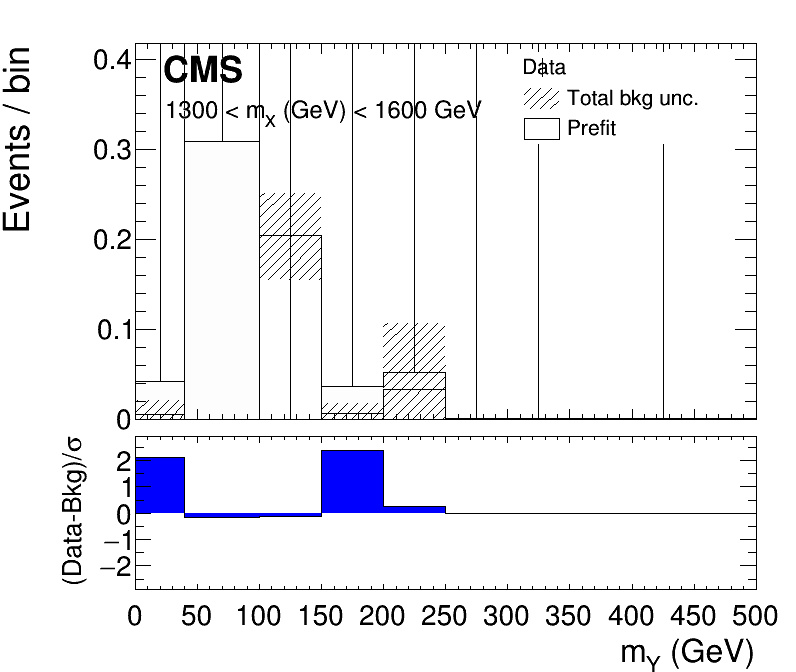 CMS
1300 < mX (GeV) < 1600 GeV
Data
Total bkg unc.
Prefit
Events / bin
0.4
0.3
0.2
0.1
0
(Data-Bkg)/σ
2
1
0
−1
−2
0 50 100 150 200 250 300 350 400 450 500
mY (GeV)